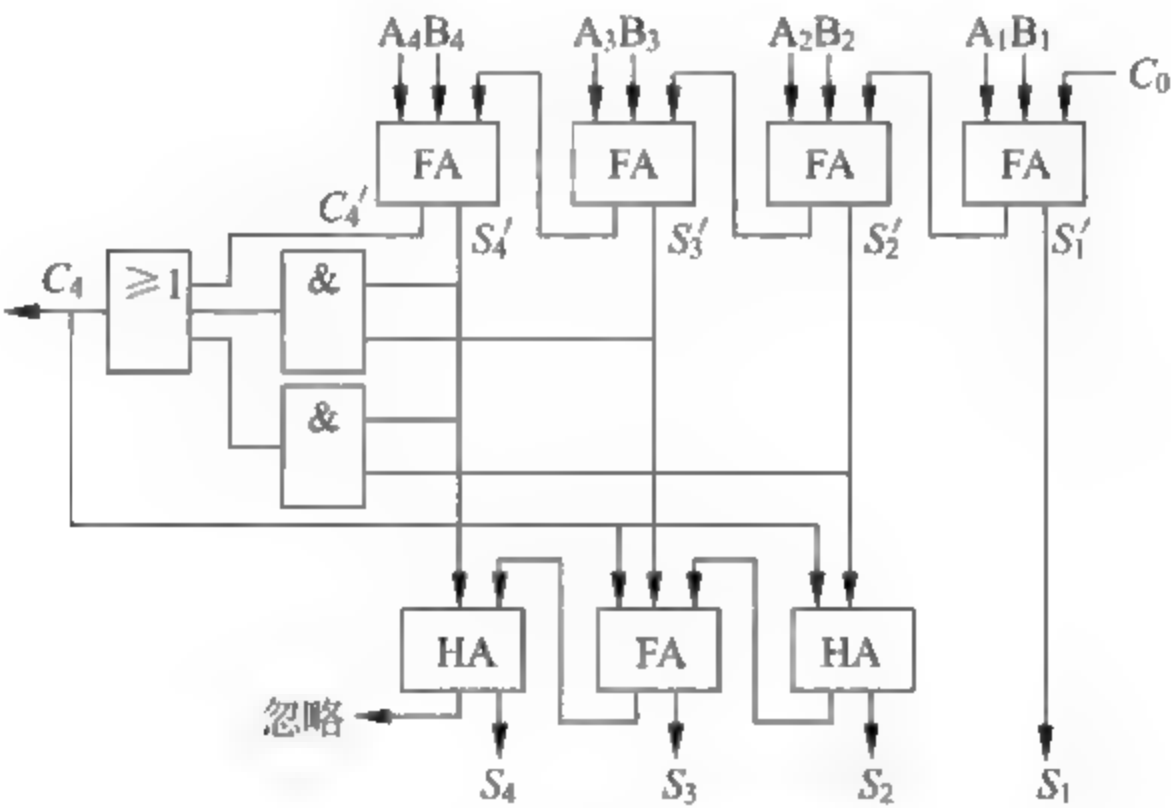 A₄B₄ A₃B₃ A₂B₂ A₁B₁
C₀
FA FA FA FA
C₄′ S₄′ S₃′ S₂′ S₁′
C₄ ≥1 &
&
HA FA HA
忽略
S₄ S₃ S₂ S₁